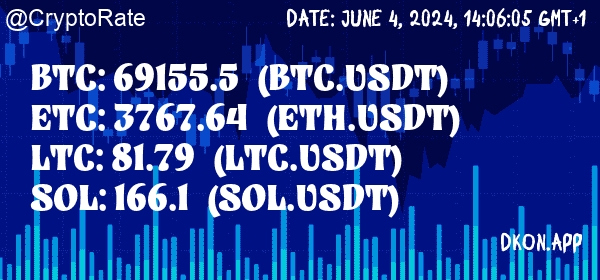 @CryptoRate
DATE: JUNE 4, 2024, 14:06:05 GMT+1
BTC: 69155.5 (BTC.USDT)
ETC: 3767.64 (ETH.USDT)
LTC: 81.79 (LTC.USDT)
SOL: 166.1 (SOL.USDT)
DKON.APP